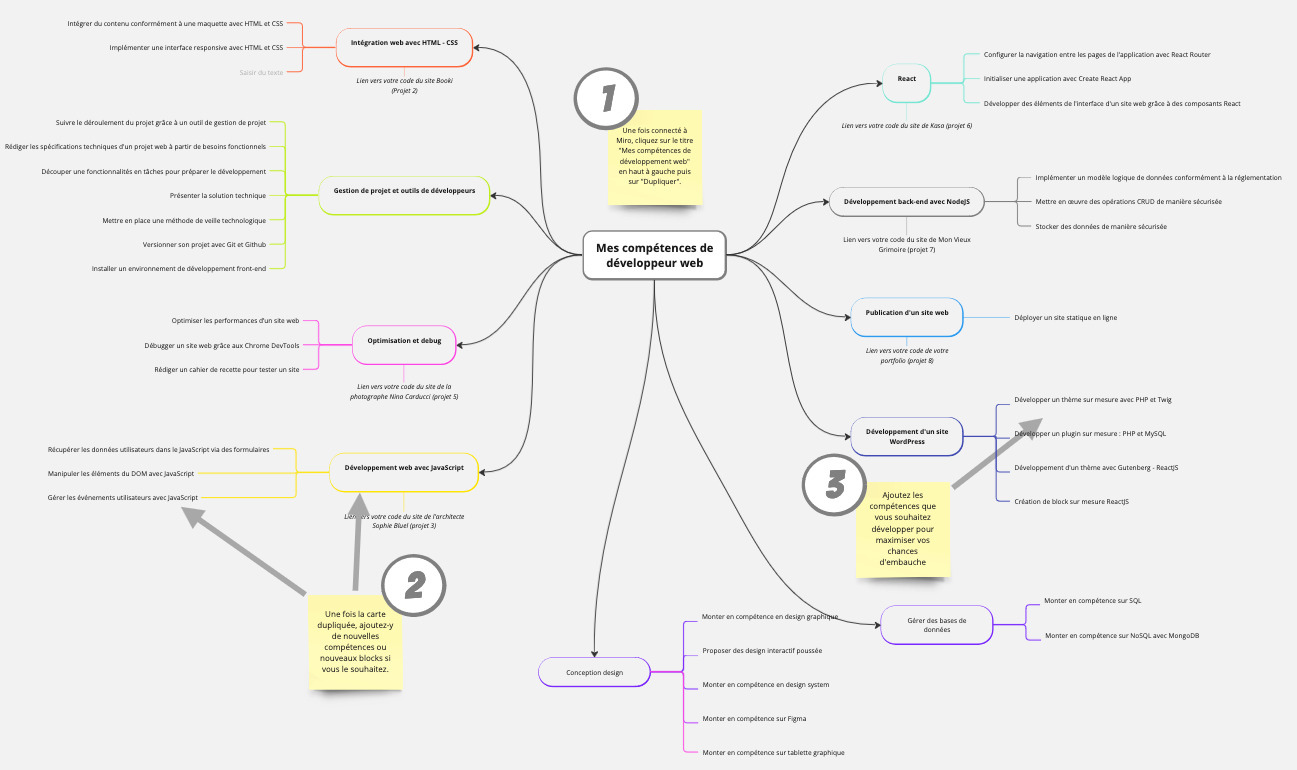 Intégrer du contenu conformément à une maquette avec HTML et CSS
Implémenter une interface responsive avec HTML et CSS
Saisir du texte
Intégration web avec HTML - CSS
Lien vers votre code du site Booki
(Projet 2)
Suivre le déroulement du projet grâce à un outil de gestion de projet
Rédiger les spécifications techniques d'un projet web à partir de besoins fonctionnels
Découper une fonctionnalités en tâches pour préparer le développement
Présenter la solution technique
Mettre en place une méthode de veille technologique
Versionner son projet avec Git et Github
Installer un environnement de développement front-end
Gestion de projet et outils de développeurs
Optimiser les performances d'un site web
Débugger un site web grâce aux Chrome DevTools
Rédiger un cahier de recette pour tester un site
Optimisation et debug
Lien vers votre code du site de la
photographe Nina Carducci (projet 5)
Récupérer les données utilisateurs dans le JavaScript via des formulaires
Manipuler les éléments du DOM avec JavaScript
Gérer les événements utilisateurs avec JavaScript
Développement web avec JavaScript
Lien vers votre code du site de l'architecte
Sophie Bluel (projet 3)
2
Une fois la carte
dupliquée, ajoutez-y
de nouvelles
compétences ou
nouveaux blocks si
vous le souhaitez.
1
Une fois connecté à
Miro, cliquez sur le titre
"Mes compétences de
développement web"
en haut à gauche puis
sur "Dupliquer".
Mes compétences de
développeur web
React
Lien vers votre code du site de Kasa (projet 6)
Configurer la navigation entre les pages de l'application avec React Router
Initialiser une application avec Create React App
Développer des éléments de l'interface d'un site web grâce à des composants React
Développement back-end avec NodeJS
Lien vers votre code du site de Mon Vieux
Grimoire (projet 7)
Implémenter un modèle logique de données conformément à la réglementation
Mettre en œuvre des opérations CRUD de manière sécurisée
Stocker des données de manière sécurisée
Publication d'un site web
Lien vers votre code de votre
portfolio (projet 8)
Déployer un site statique en ligne
Développement d'un site
WordPress
Développer un thème sur mesure avec PHP et Twig
Développer un plugin sur mesure : PHP et MySQL
Développement d'un thème avec Gutenberg - ReactJS
Création de block sur mesure ReactJS
3
Ajoutez les
compétences que
vous souhaitez
développer pour
maximiser vos
chances
d'embauche
Gérer des bases de
données
Monter en compétence sur SQL
Monter en compétence sur NoSQL avec MongoDB
Conception design
Monter en compétence en design graphique
Proposer des design interactif poussée
Monter en compétence en design system
Monter en compétence sur Figma
Monter en compétence sur tablette graphique